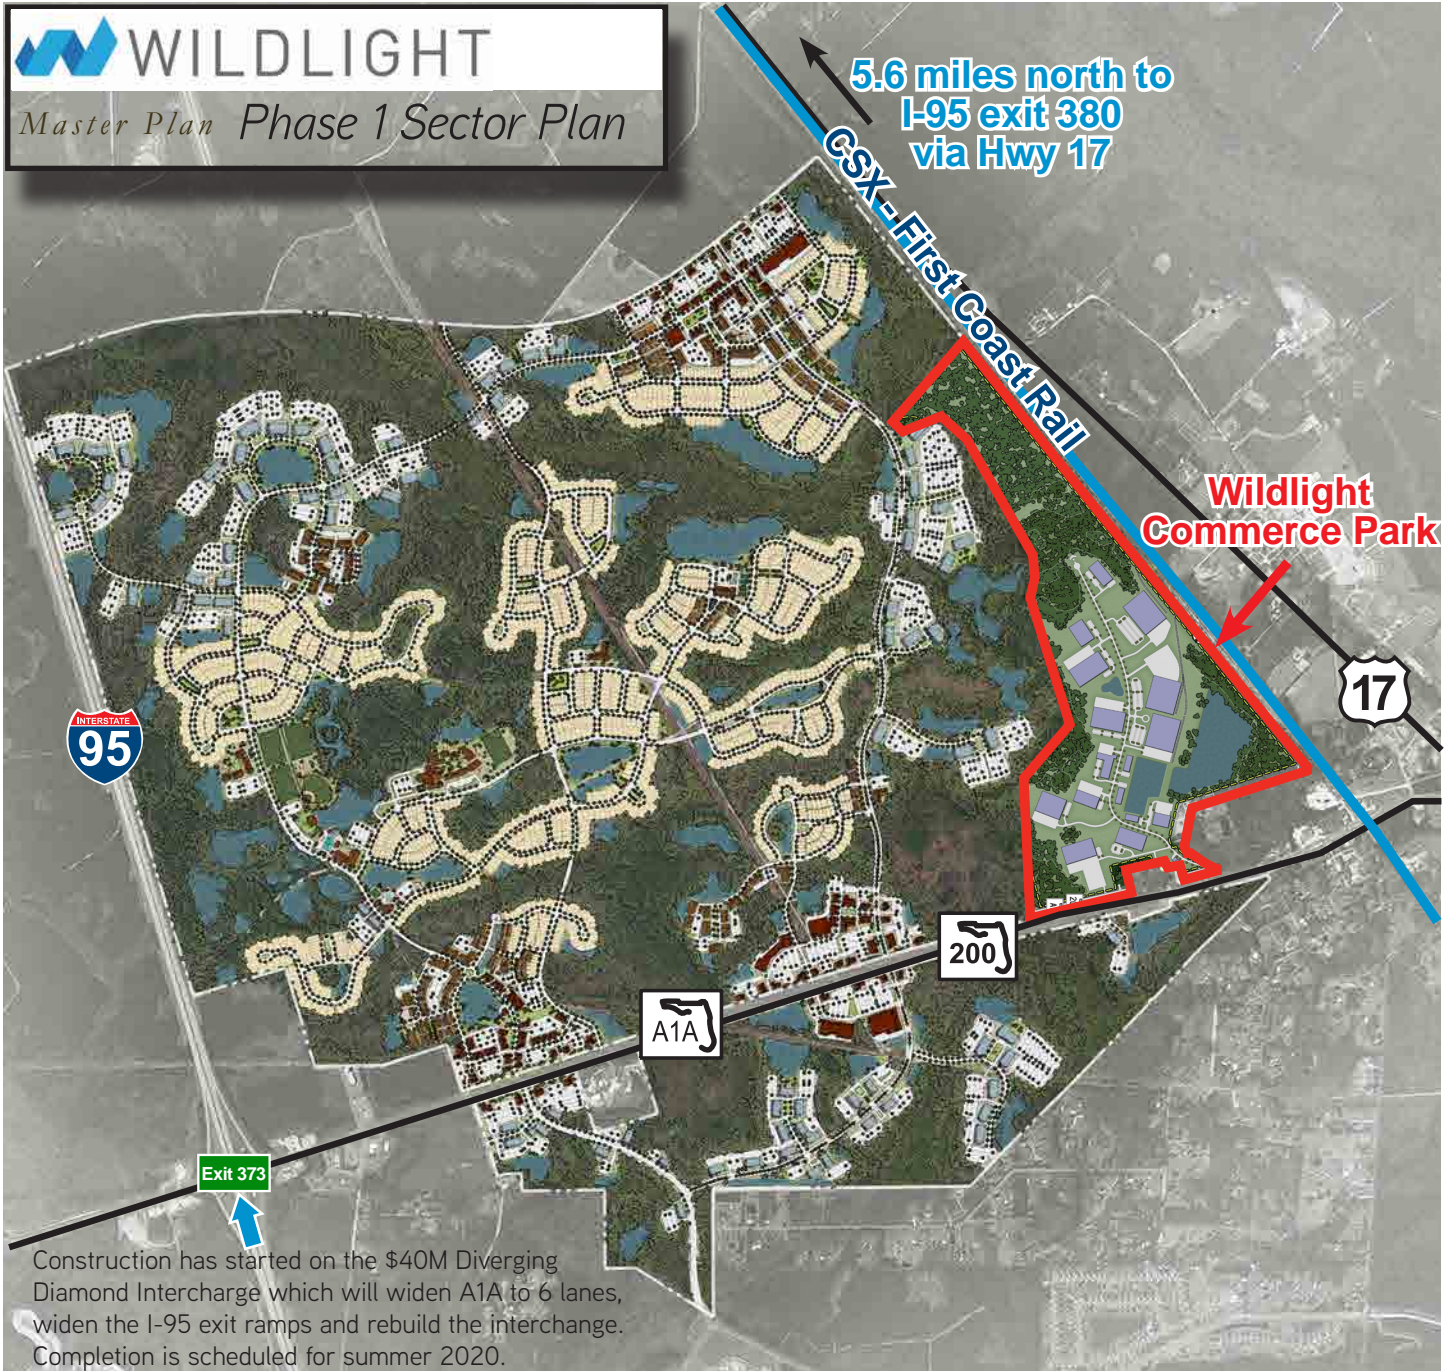 WILDLIGHT
Master Plan Phase 1 Sector Plan
5.6 miles north to
I-95 exit 380
via Hwy 17
CSX - First Coast Rail
Wildlight
Commerce Park
17
INTERSTATE
95
200
A1A
Exit 373
Construction has started on the $40M Diverging
Diamond Intercharge which will widen A1A to 6 lanes,
widen the I-95 exit ramps and rebuild the interchange.
Completion is scheduled for summer 2020.